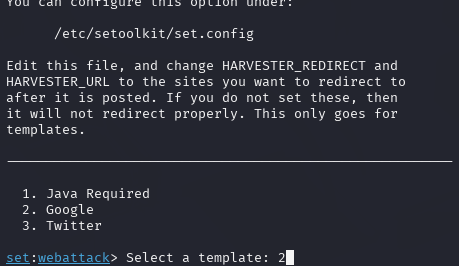 You can configure this option under:
/etc/setoolkit/set.config
Edit this file, and change HARVESTER_REDIRECT and
HARVESTER_URL to the sites you want to redirect to
after it is posted. If you do not set these, then
it will not redirect properly. This only goes for
templates.
1. Java Required
2. Google
3. Twitter
set:webattack> Select a template: 2